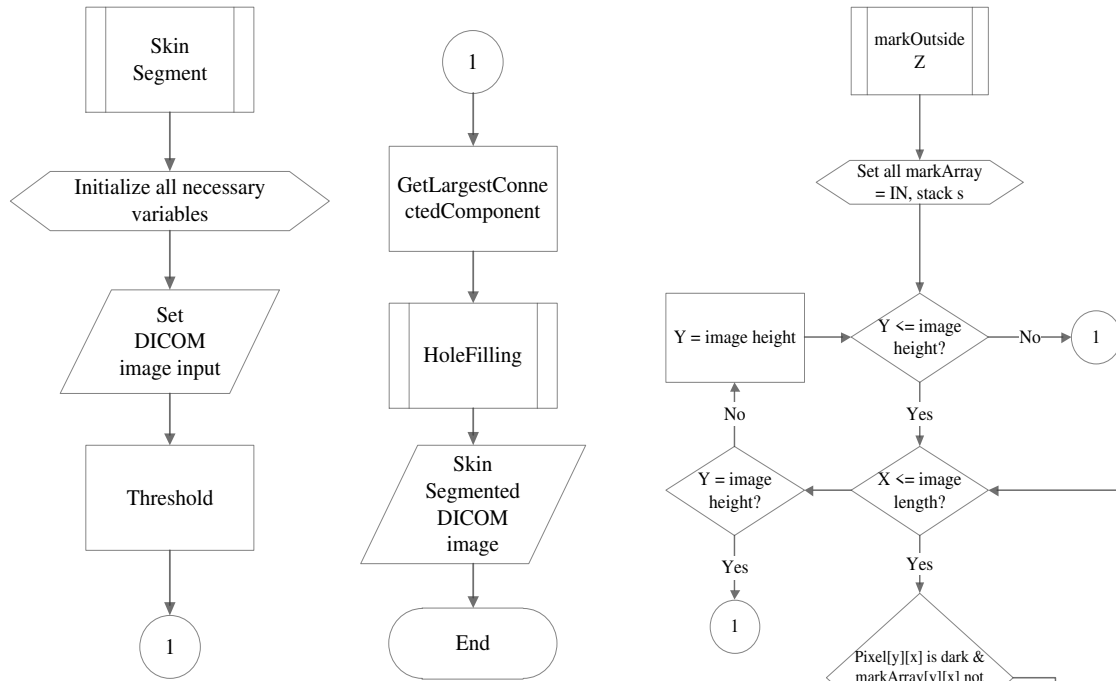 Skin
Segment
Initialize all necessary
variables
Set
DICOM
image input
Threshold
1
1
GetLargestConne
ctedComponent
HoleFilling
Skin
Segmented
DICOM
image
End
markOutside
Z
Set all markArray
= IN, stack s
Y = image height
Y <= image
height?
No
1
No
Yes
Y = image
height?
X <= image
length?
Yes
Yes
1
Pixel[y][x] is dark &
markArray[y][x] not